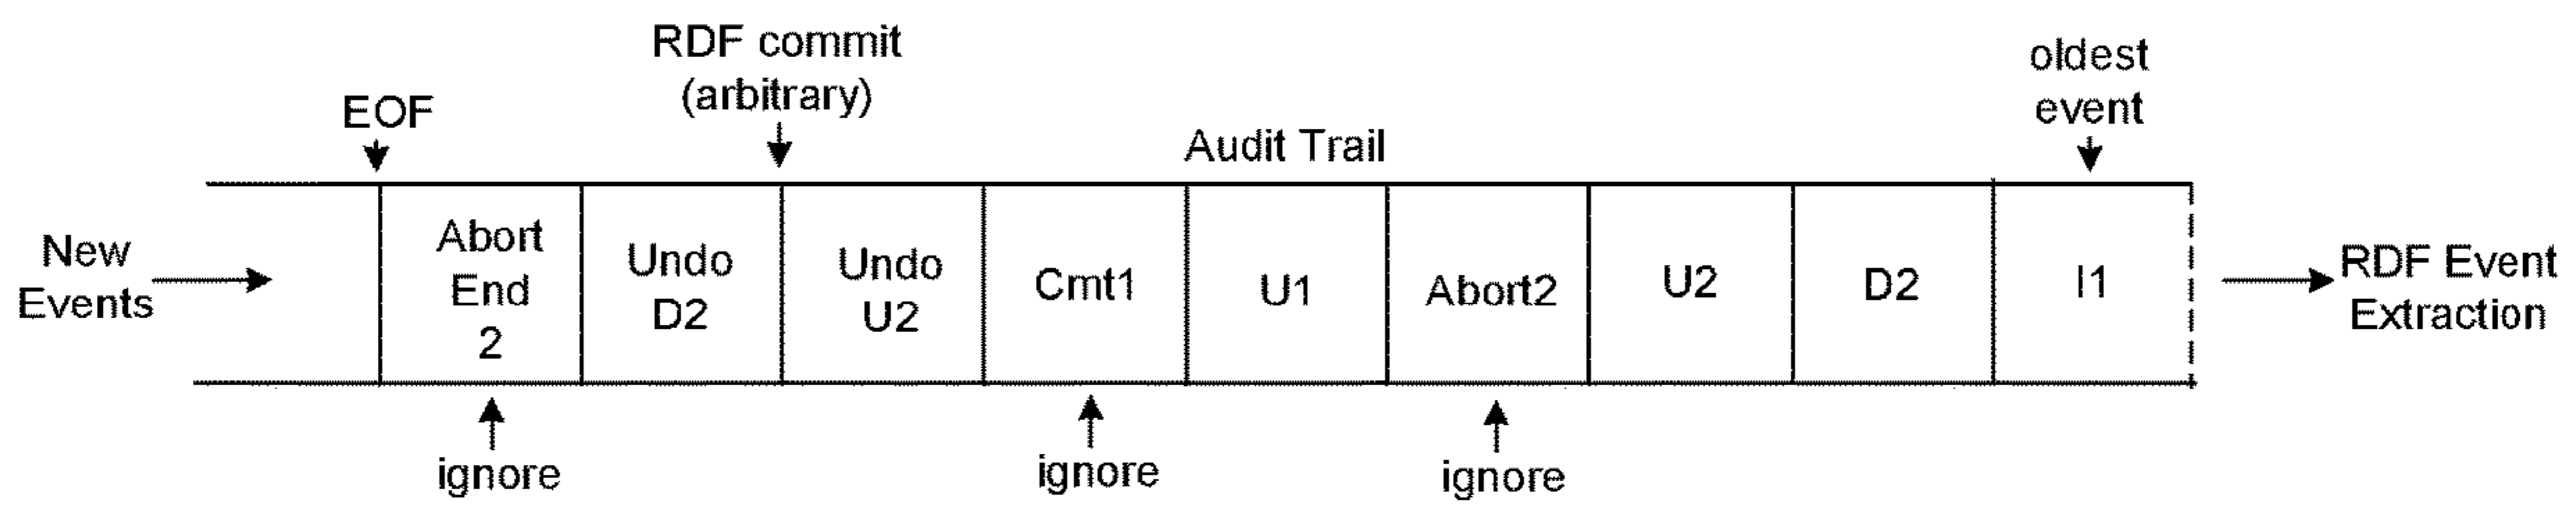 RDF commit
(arbitrary)
oldest
event
EOF
Audit Trail
New
Events
Abort
End
2
Undo
D2
Undo
U2
Cmt1
U1
Abort2
U2
D2
I1
RDF Event
Extraction
ignore
ignore
ignore